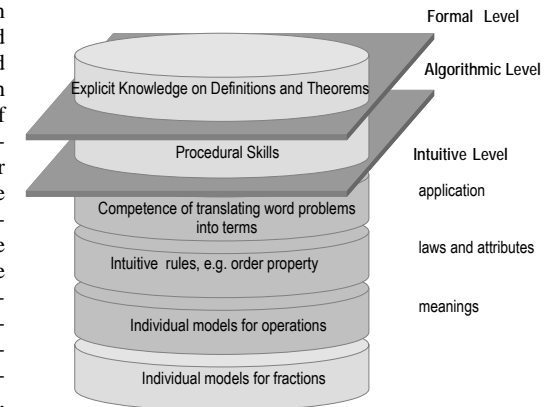 Formal Level
Explicit Knowledge on Definitions and Theorems
Algorithmic Level
Procedural Skills
Intuitive Level
Competence of translating word problems
into terms
application
Intuitive rules, e.g. order property
laws and attributes
Individual models for operations
meanings
Individual models for fractions